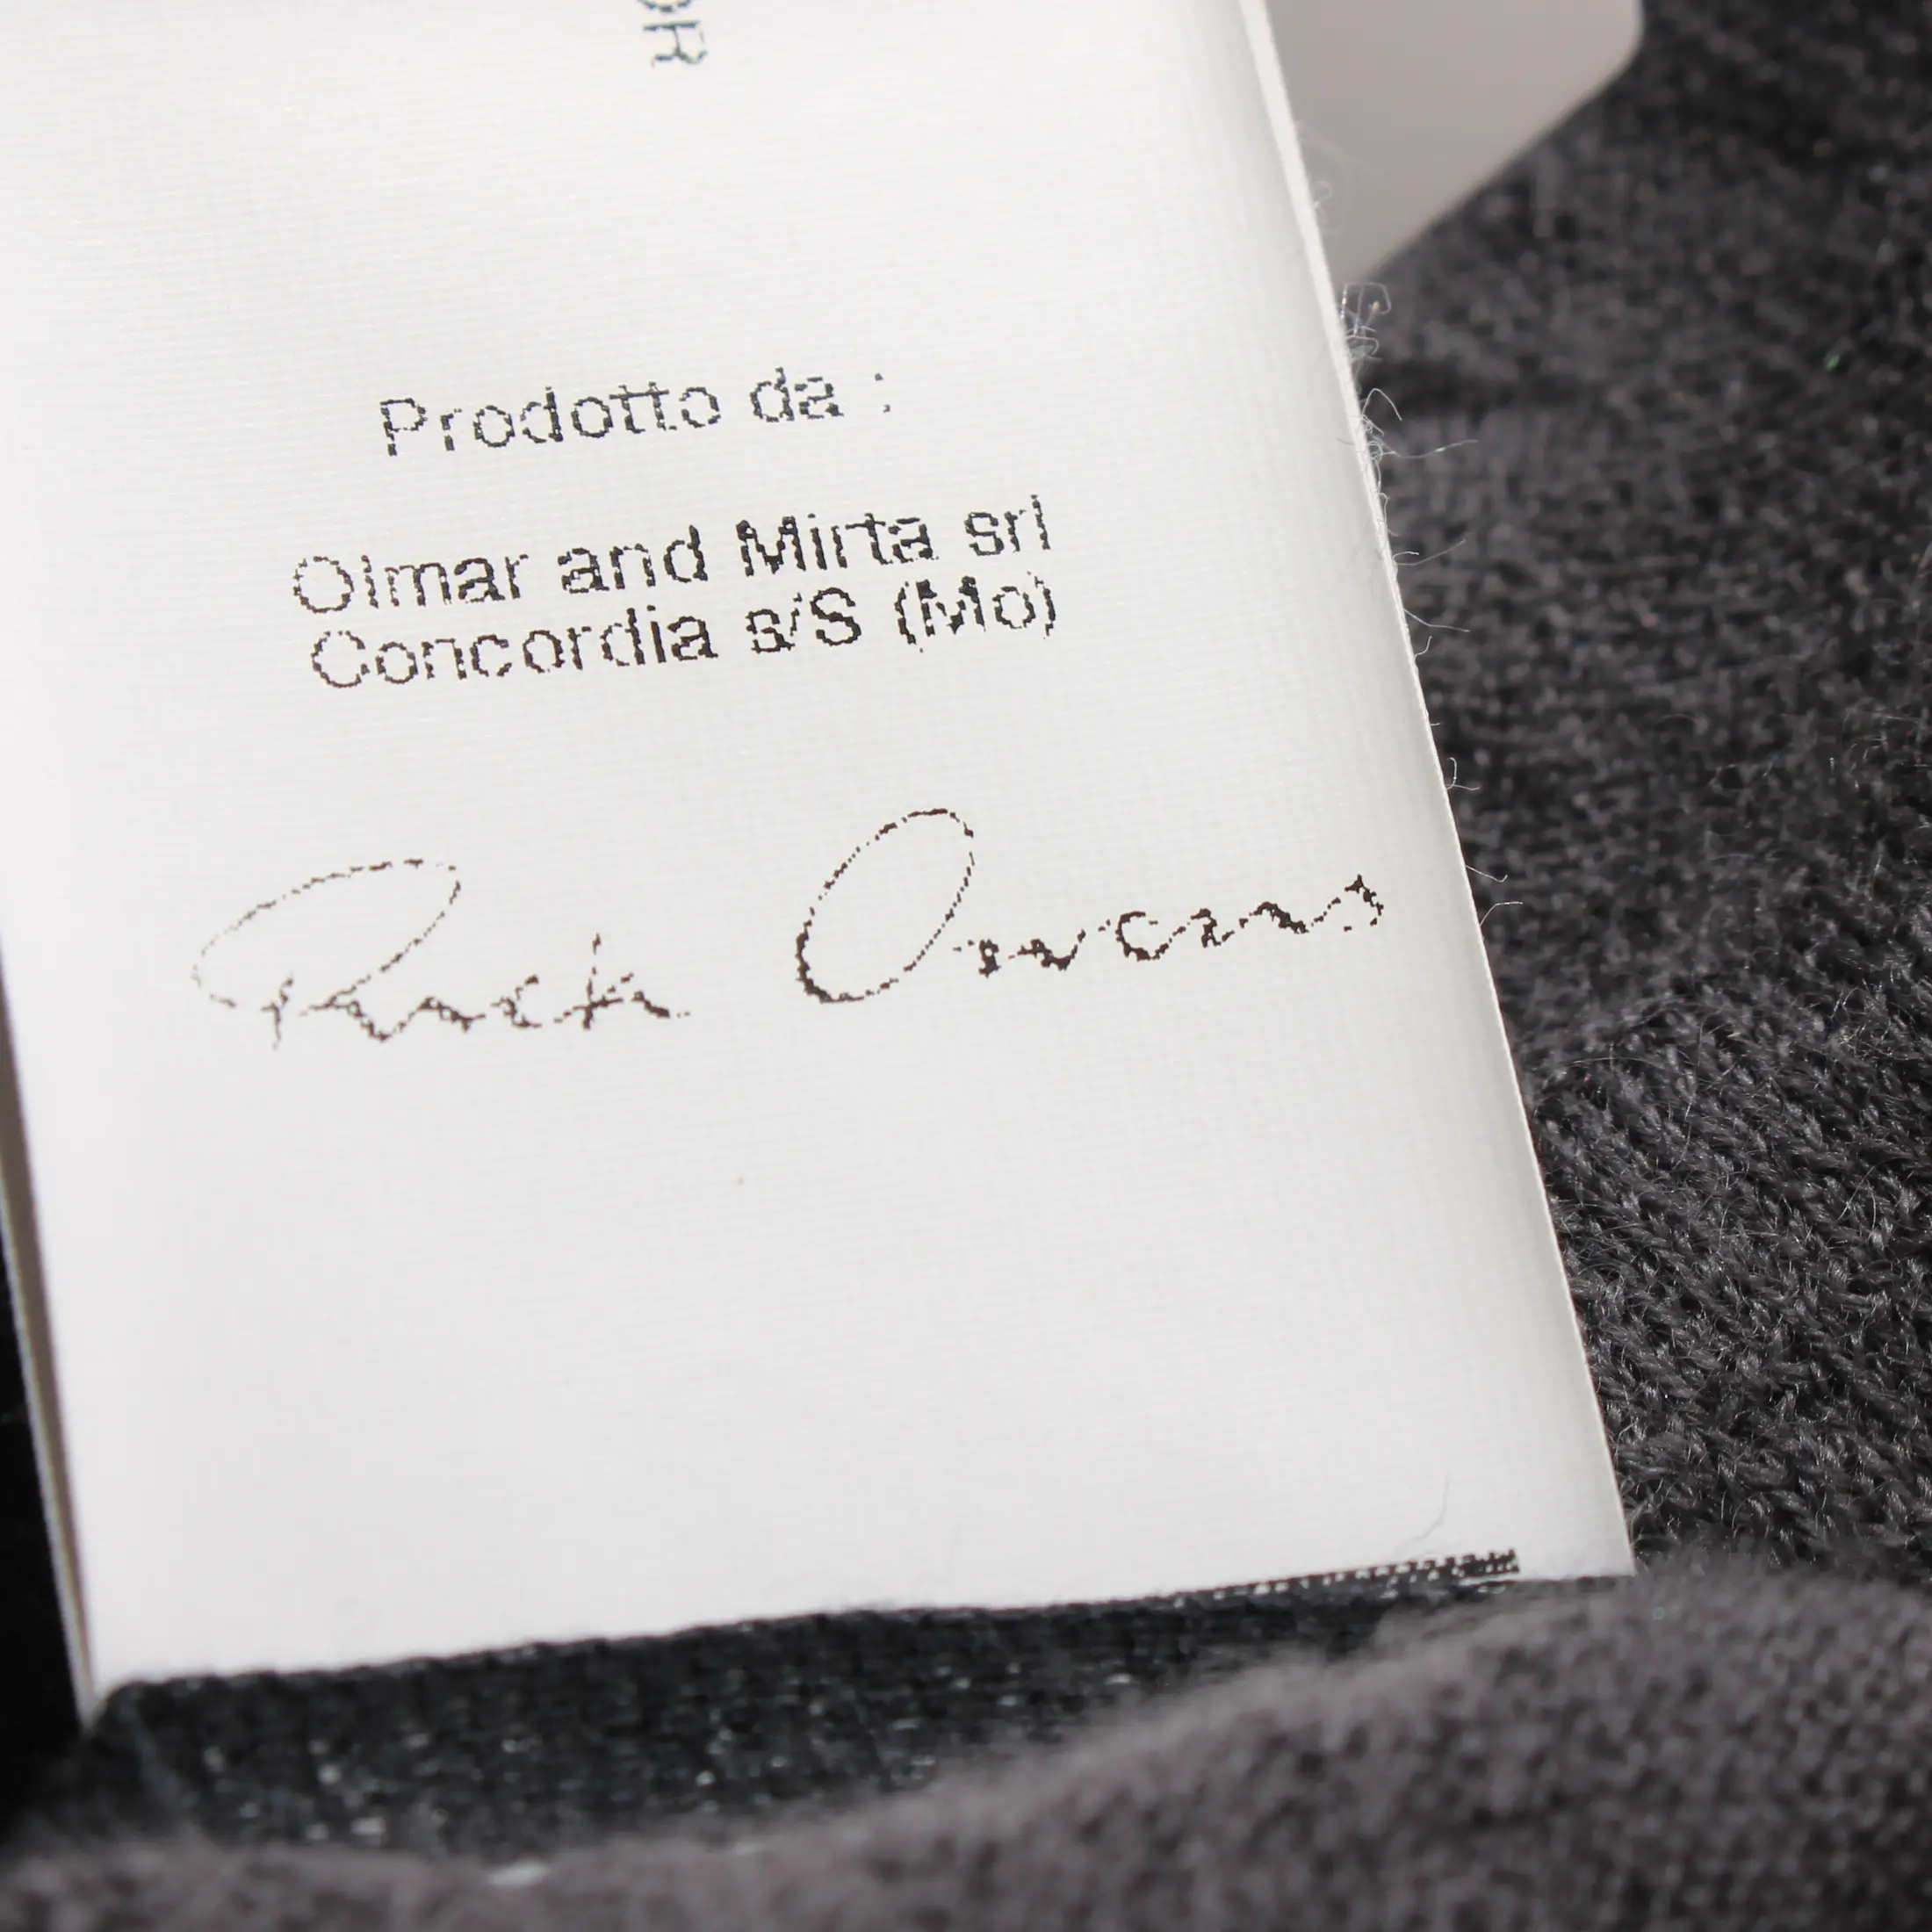 Prodotto da :
Olmar and Mirta srl
Concordia s/S (Mo)
Rick Owens